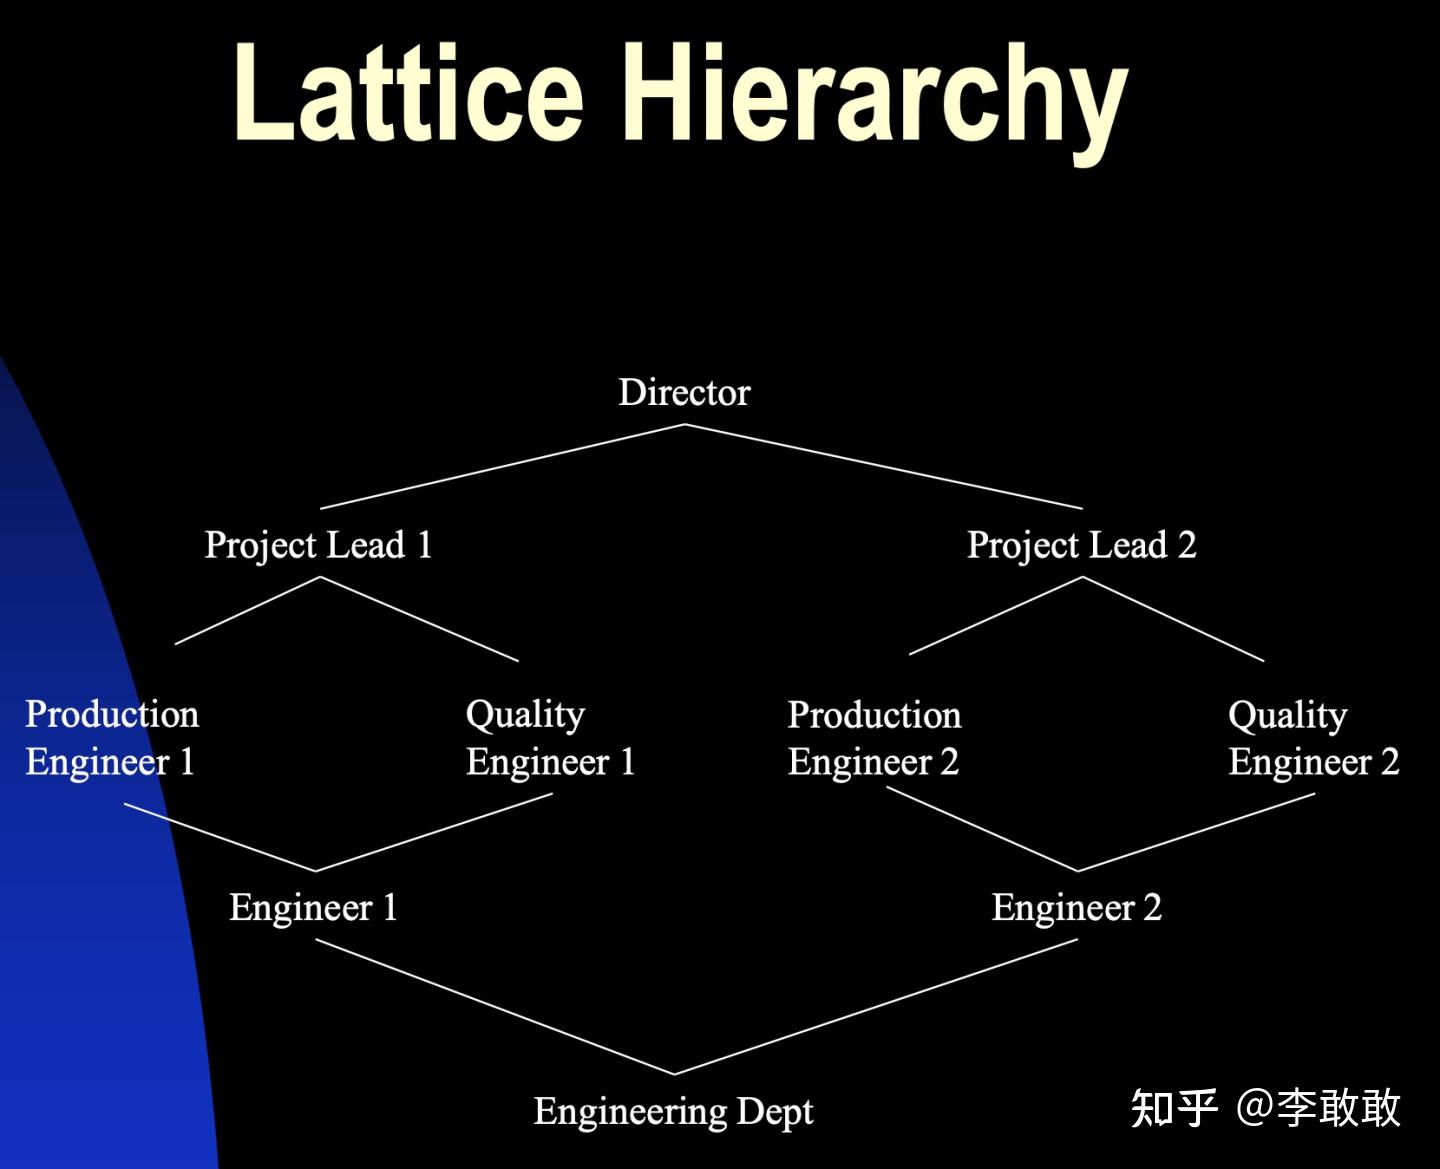 Lattice Hierarchy
Director
Project Lead 1
Project Lead 2
Production
Engineer 1
Quality
Engineer 1
Production
Engineer 2
Quality
Engineer 2
Engineer 1
Engineer 2
Engineering Dept
知乎 @李敢敢